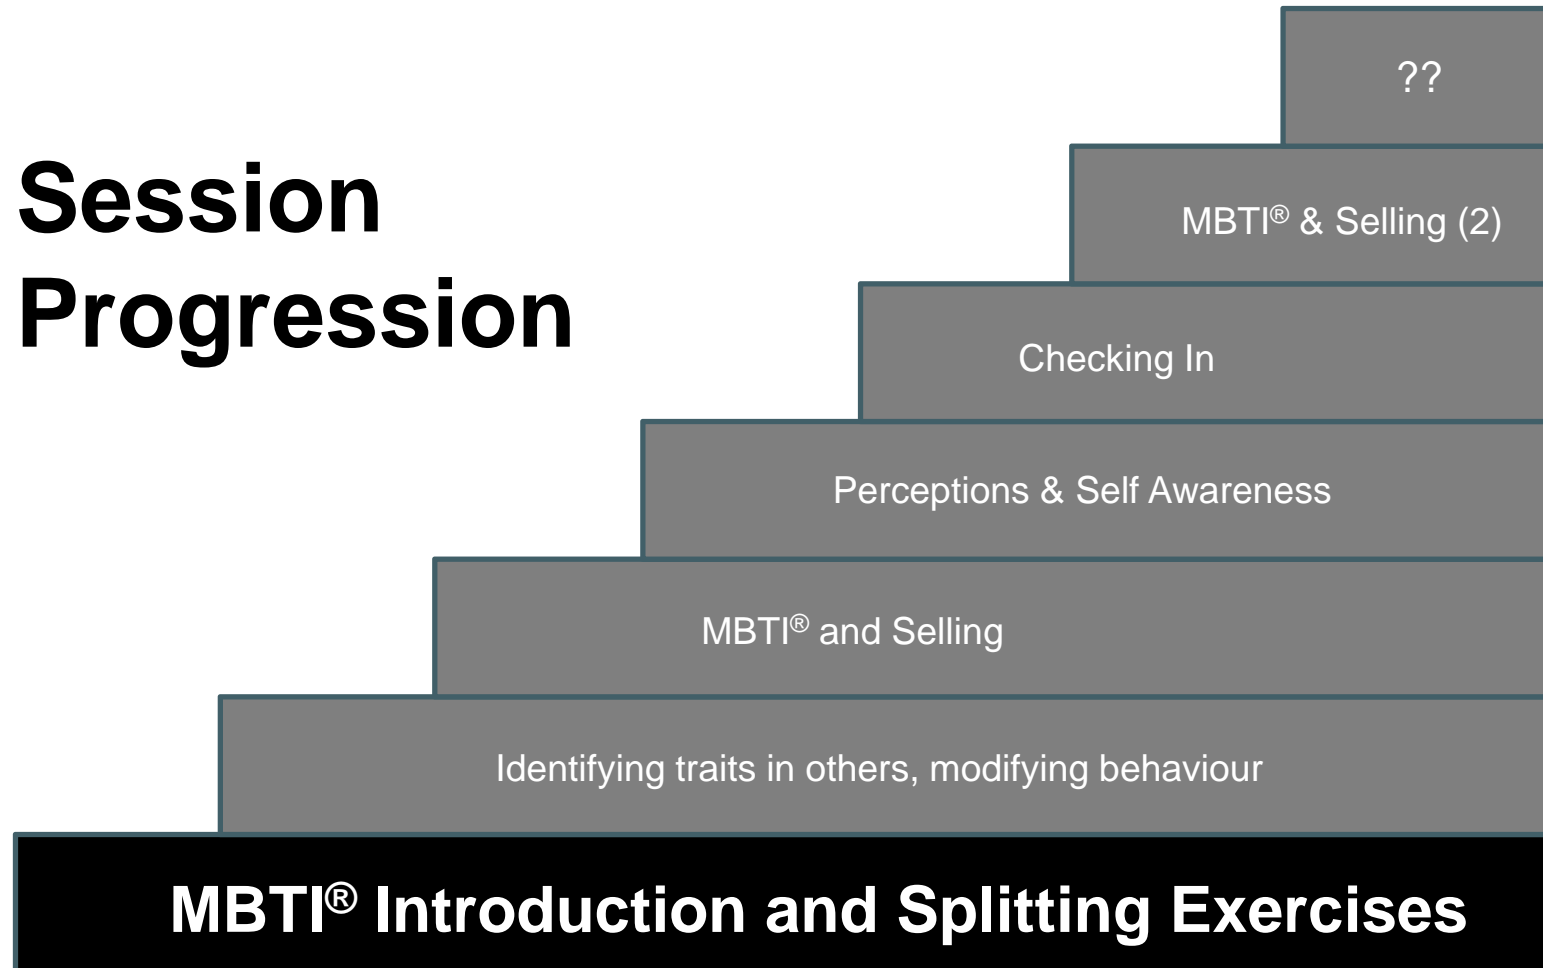 Session
Progression
??
MBTI® & Selling (2)
Checking In
Perceptions & Self Awareness
MBTI® and Selling
Identifying traits in others, modifying behaviour
MBTI® Introduction and Splitting Exercises